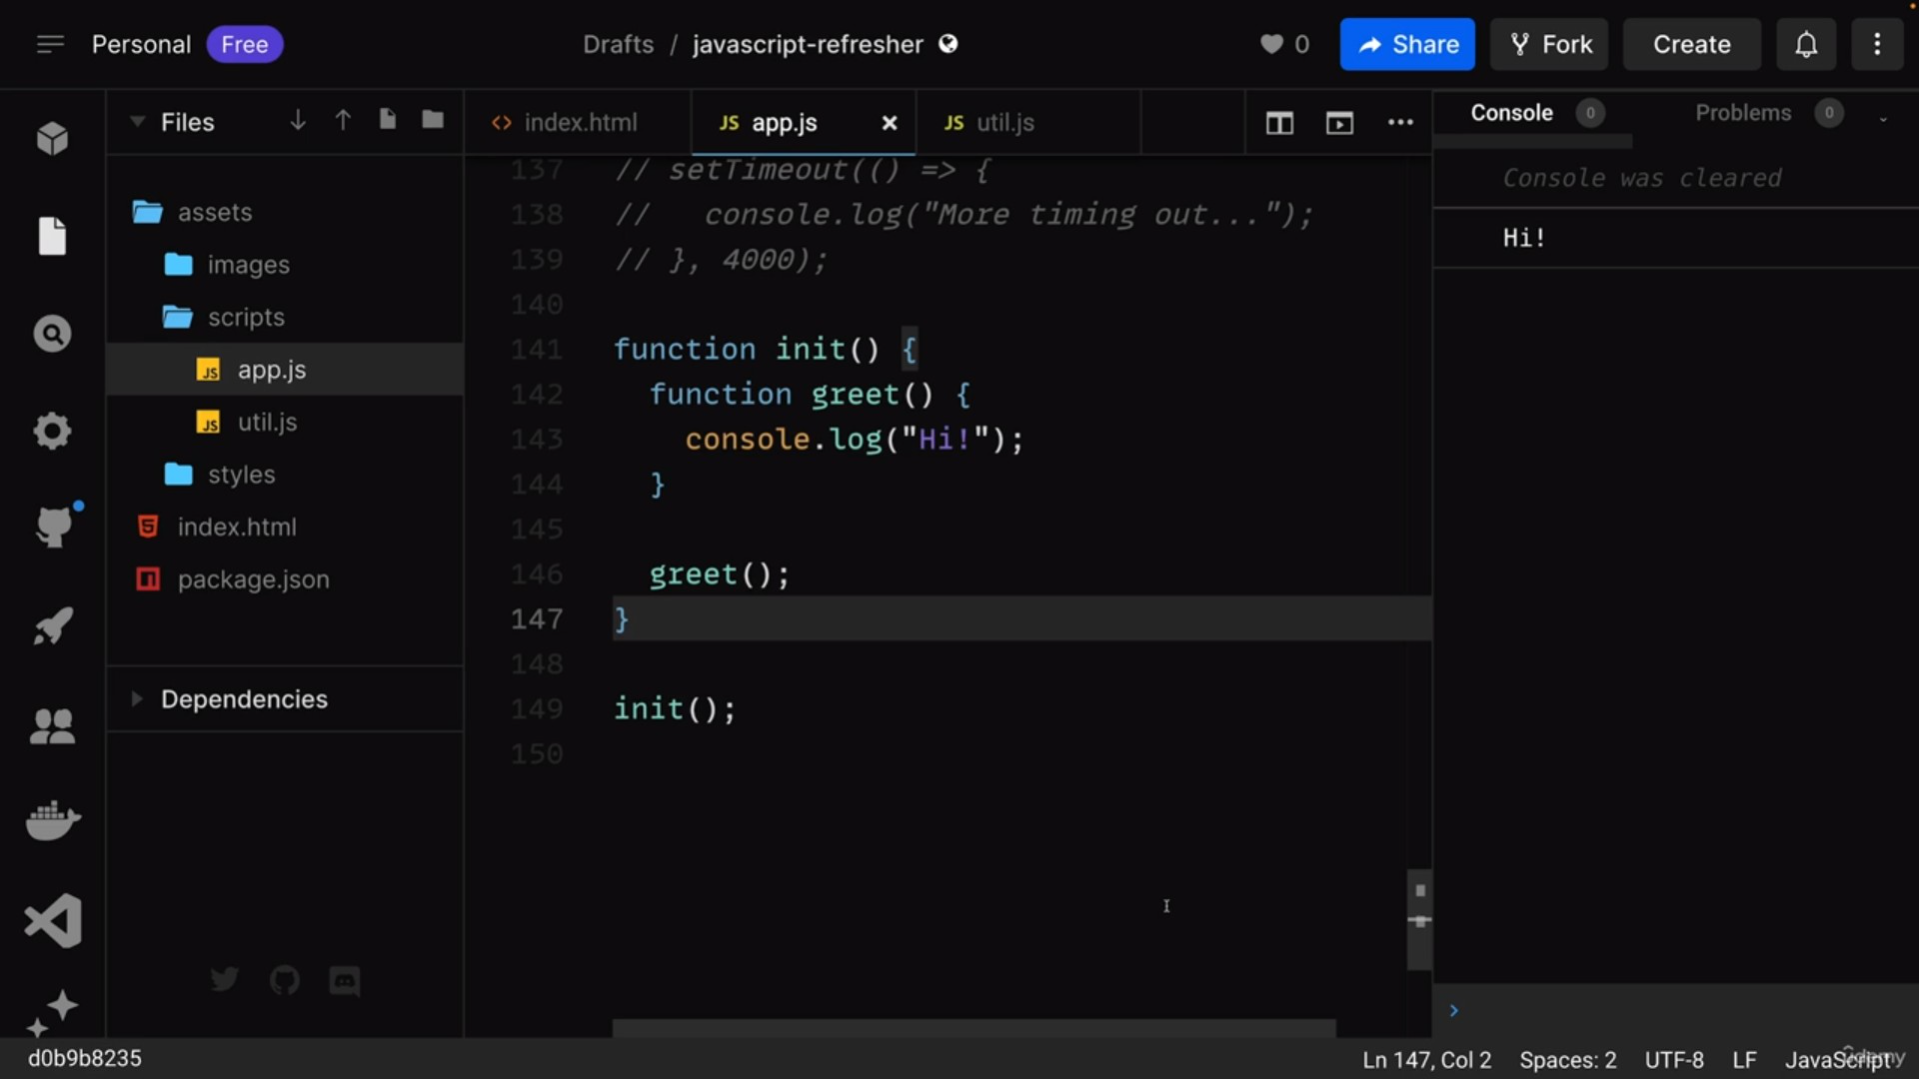 Personal Free
Drafts / javascript-refresher
0 Share Fork Create
Files
index.html
JS app.js
JS util.js
Console 0 Problems 0
assets
images
scripts
JS app.js
JS util.js
styles
index.html
package.json
Dependencies
137 // setTimeout(() => {
138 //   console.log("More timing out...");
139 // }, 4000);
140
141 function init() {
142   function greet() {
143     console.log("Hi!");
144   }
145
146   greet();
147 }
148
149 init();
150
Console was cleared
Hi!
d0b9b8235
Ln 147, Col 2 Spaces: 2 UTF-8 LF JavaScript
ûdemy